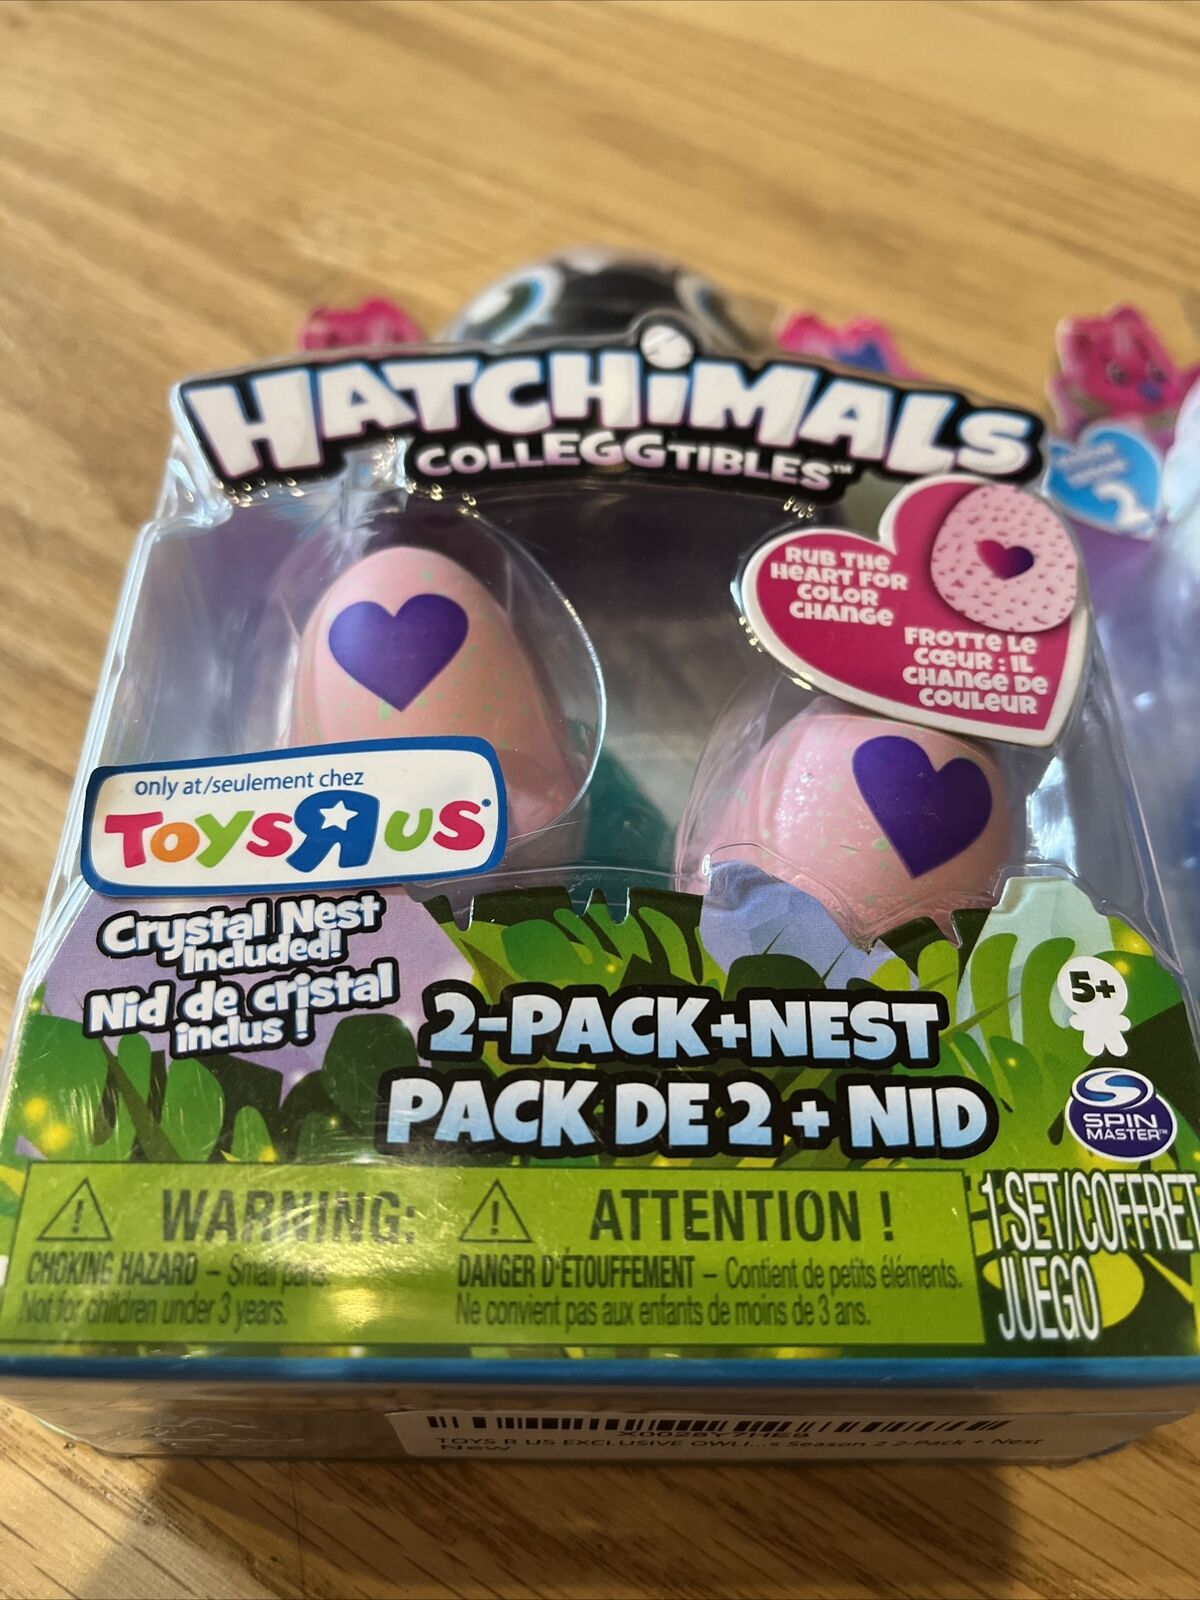 HATCHiMALS
COLLEGGTIBLES™
RUB THE
HEART FOR
COLOR
CHANGE
FROTTE LE
CŒUR : IL
CHANGE DE
COULEUR
2
only at/seulement chez
TOYSЯUS
Crystal Nest
included!
Nid de cristal
inclus !
2-PACK+NEST
PACK DE 2 + NID
5+
SPIN
MASTER™
WARNING:
CHOKING HAZARD – Small parts.
Not for children under 3 years.
ATTENTION !
DANGER D'ÉTOUFFEMENT – Contient de petits éléments.
Ne convient pas aux enfants de moins de 3 ans.
1 SET/COFFRET
JUEGO
TOYS R US EXCLUSIVE OWLI...s Season 2 2-Pack + Nest
New